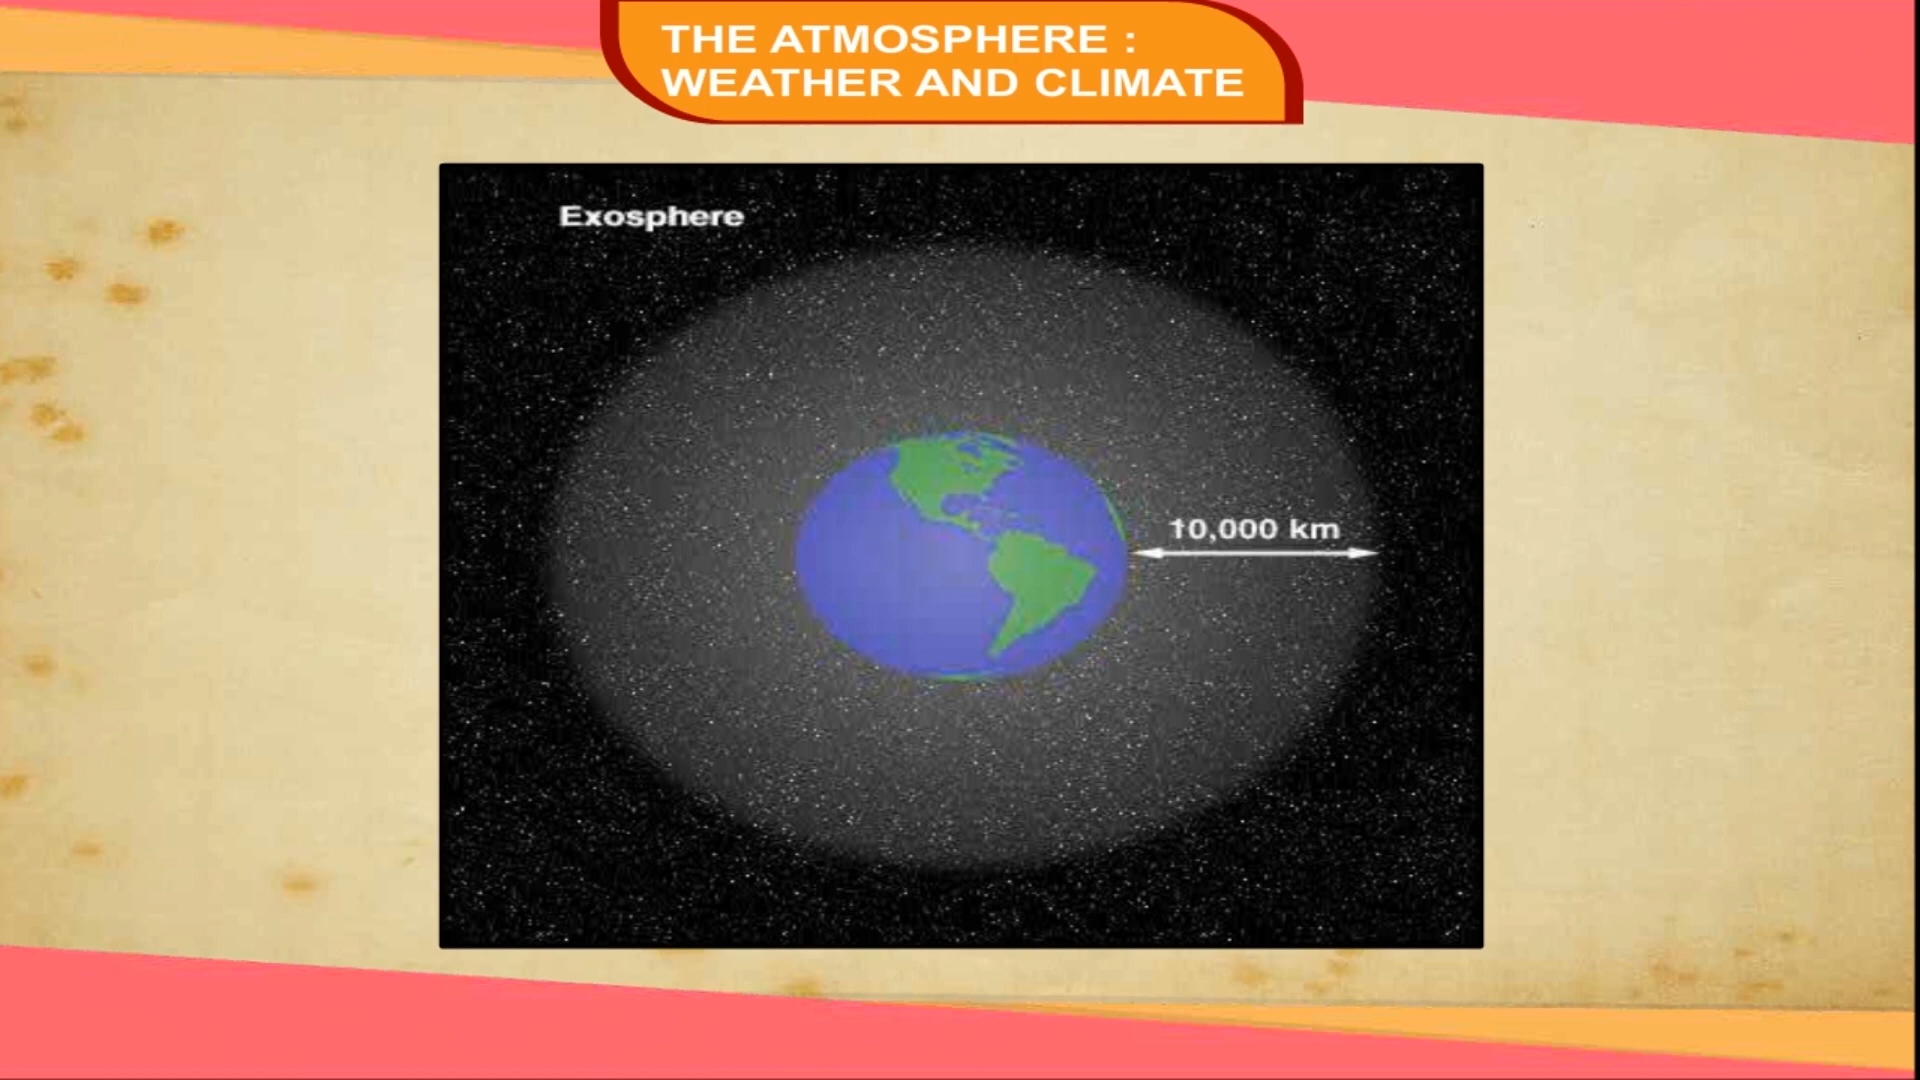 THE ATMOSPHERE :
WEATHER AND CLIMATE
Exosphere
10,000 km